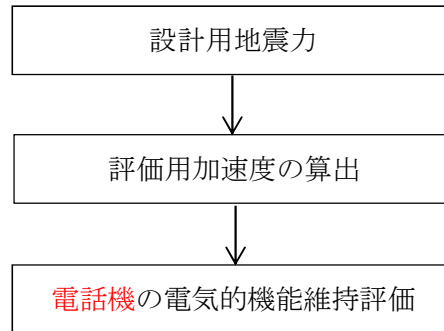 設計用地震力
評価用加速度の算出
電話機の電気的機能維持評価